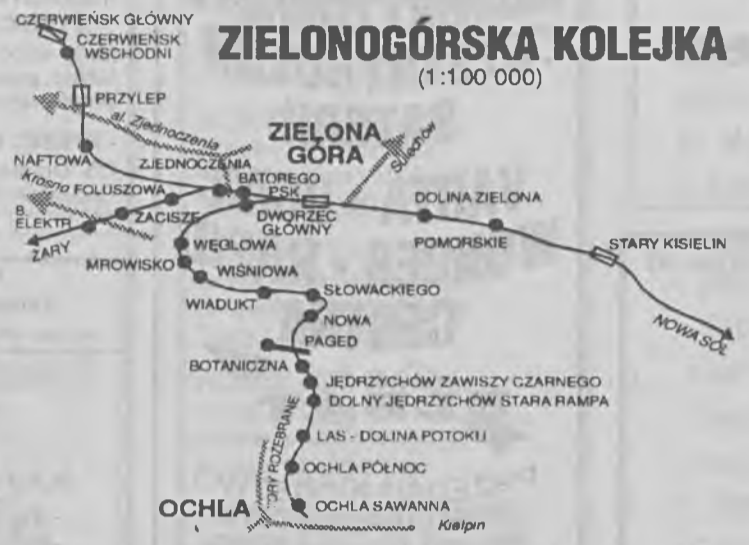 CZERWIEŃSK GŁÓWNY
CZERWIEŃSK
WSCHODNI
ZIELONOGÓRSKA KOLEJKA
(1:100 000)
PRZYLEP
al. Zjednoczenia
ZIELONA
GÓRA
Sulechów
NAFTOWA
ZJEDNOCZENIA
Krosno
FOLUSZOWA
BATOREGO
PSK
DOLINA ZIELONA
B.
ELEKTR
ZACISZE
DWORZEC
GŁÓWNY
POMORSKIE
STARY KISIELIN
ŻARY
WĘGLOWA
MROWISKO
WIŚNIOWA
WIADUKT
SŁOWACKIEGO
NOWA
NOWA SÓL
PAGED
BOTANICZNA
JĘDRZYCHÓW ZAWISZY CZARNEGO
DOLNY JĘDRZYCHÓW STARA RAMPA
LAS - DOLINA POTOKU
TORY ROZEBRANE
OCHLA PÓŁNOC
OCHLA
OCHLA SAWANNA
Kiełpin